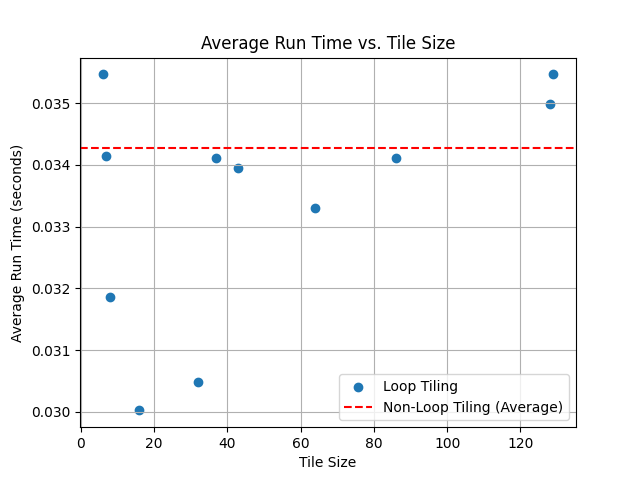 Average Run Time vs. Tile Size
Average Run Time (seconds)
0.035
0.034
0.033
0.032
0.031
0.030
0
20
40
60
80
100
120
Tile Size
Loop Tiling
Non-Loop Tiling (Average)